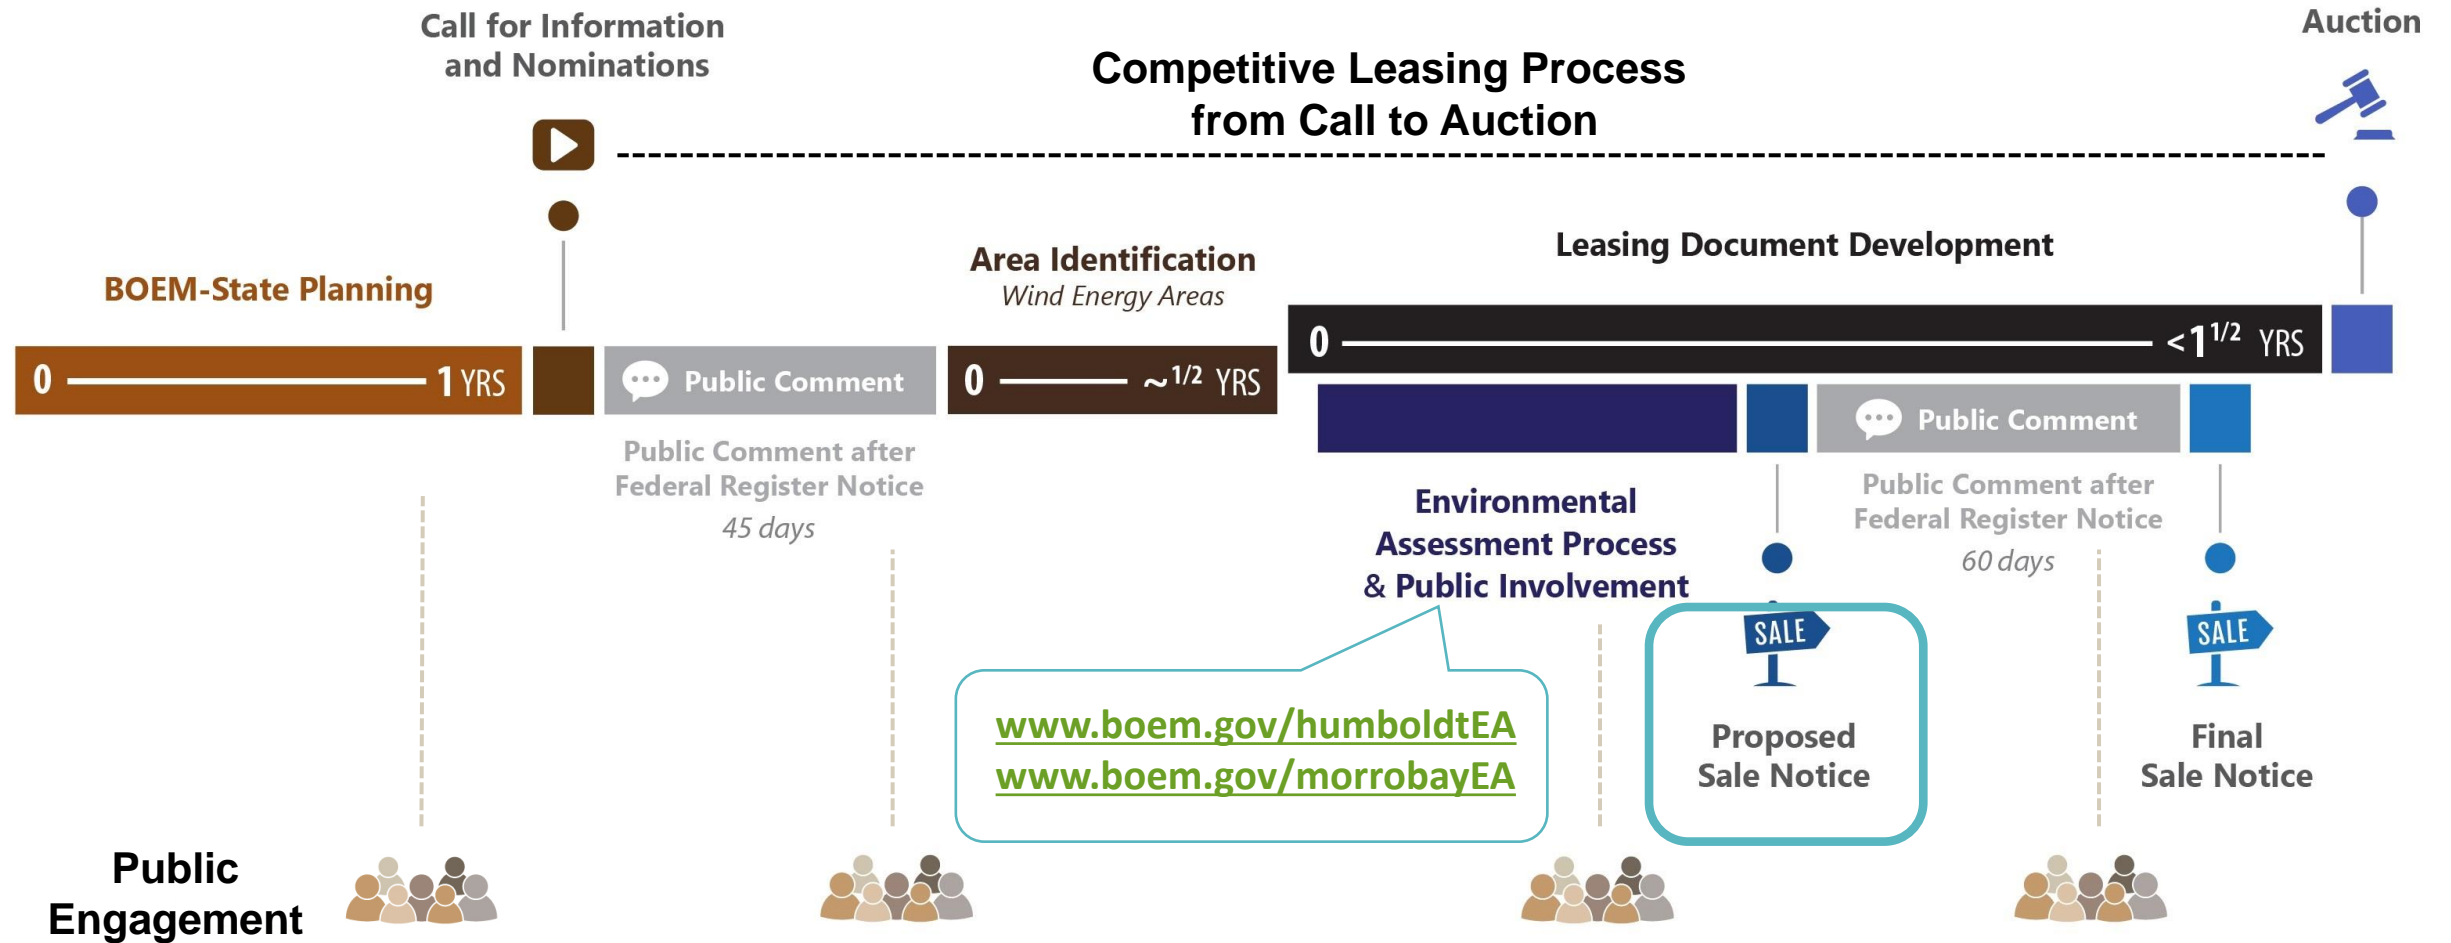 Call for Information
and Nominations
Competitive Leasing Process
from Call to Auction
Auction
BOEM-State Planning
Area Identification
Wind Energy Areas
Leasing Document Development
0 1 YRS
Public Comment
0 ~1/2 YRS
0 <1 1/2 YRS
Public Comment
Public Comment after
Federal Register Notice
45 days
Environmental
Assessment Process
& Public Involvement
Public Comment after
Federal Register Notice
60 days
SALE
SALE
www.boem.gov/humboldtEA
www.boem.gov/morrobayEA
Proposed
Sale Notice
Final
Sale Notice
Public
Engagement